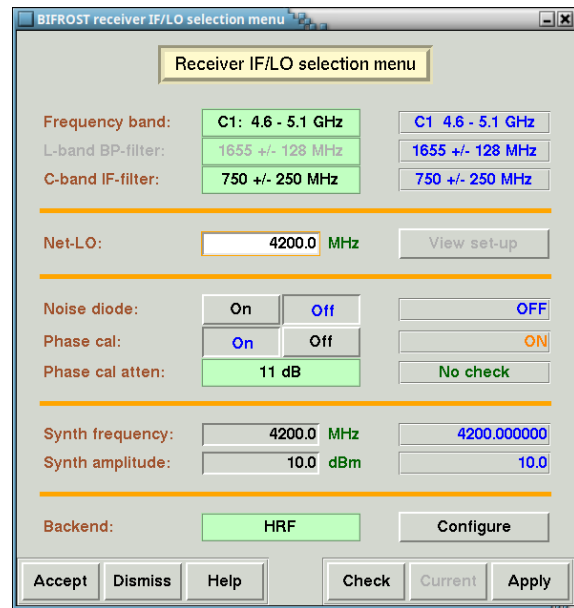 BIFROST receiver IF/LO selection menu
Receiver IF/LO selection menu
Frequency band: C1: 4.6 - 5.1 GHz C1 4.6 - 5.1 GHz
L-band BP-filter: 1655 +/- 128 MHz 1655 +/- 128 MHz
C-band IF-filter: 750 +/- 250 MHz 750 +/- 250 MHz
Net-LO: 4200.0 MHz View set-up
Noise diode: On Off OFF
Phase cal: On Off ON
Phase cal atten: 11 dB No check
Synth frequency: 4200.0 MHz 4200.000000
Synth amplitude: 10.0 dBm 10.0
Backend: HRF Configure
Accept Dismiss Help Check Current Apply